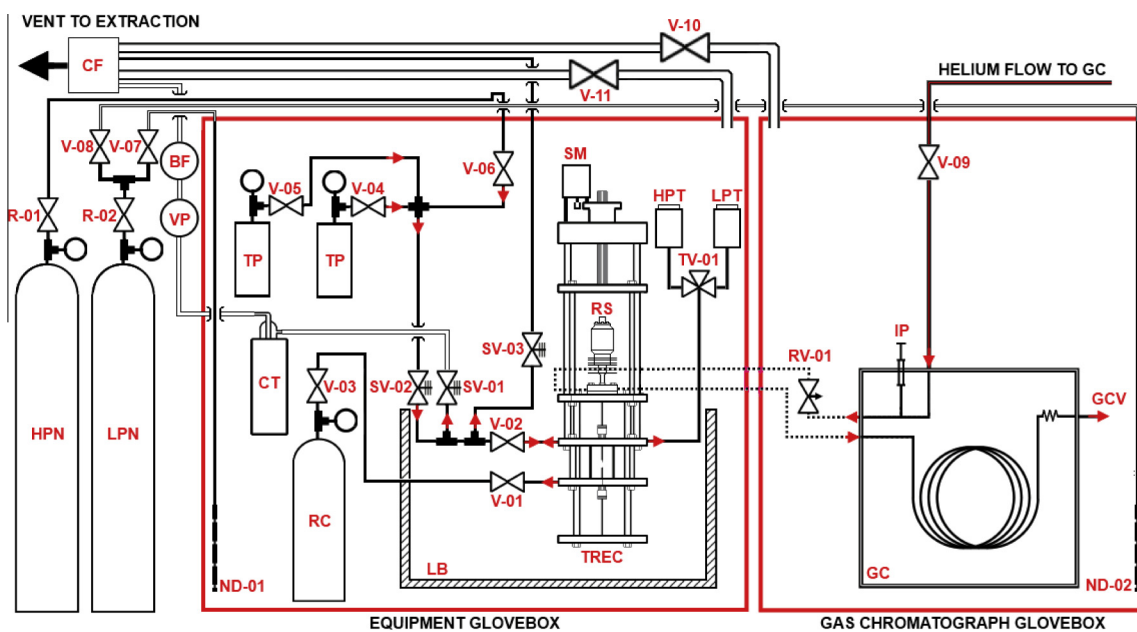 VENT TO EXTRACTION
CF
V-10
V-11
HELIUM FLOW TO GC
V-08
V-07
BF
V-06
SM
V-09
V-05
V-04
HPT
LPT
R-01
R-02
VP
TP
TP
TV-01
RS
SV-03
IP
RV-01
CT
V-03
SV-02
SV-01
GCV
HPN
LPN
V-02
V-01
RC
TREC
LB
GC
ND-01
ND-02
EQUIPMENT GLOVEBOX
GAS CHROMATOGRAPH GLOVEBOX